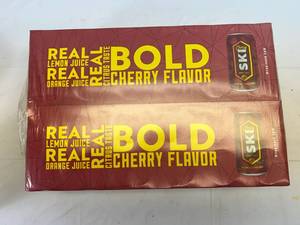 REAL
LEMON JUICE
REAL
ORANGE JUICE
REAL
CITRUS TASTE
BOLD
CHERRY FLAVOR
SKI
REAL
LEMON JUICE
REAL
ORANGE JUICE
REAL
CITRUS TASTE
BOLD
CHERRY FLAVOR
SKI